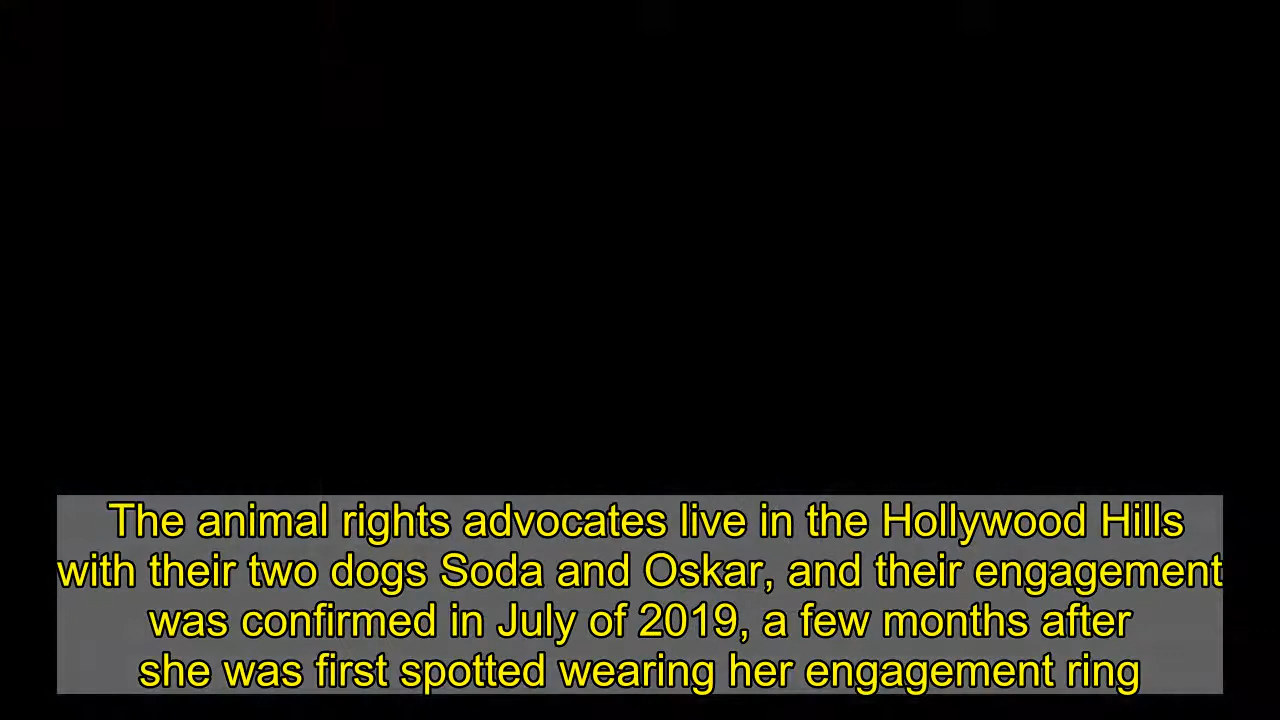 The animal rights advocates live in the Hollywood Hills
with their two dogs Soda and Oskar, and their engagement
was confirmed in July of 2019, a few months after
she was first spotted wearing her engagement ring